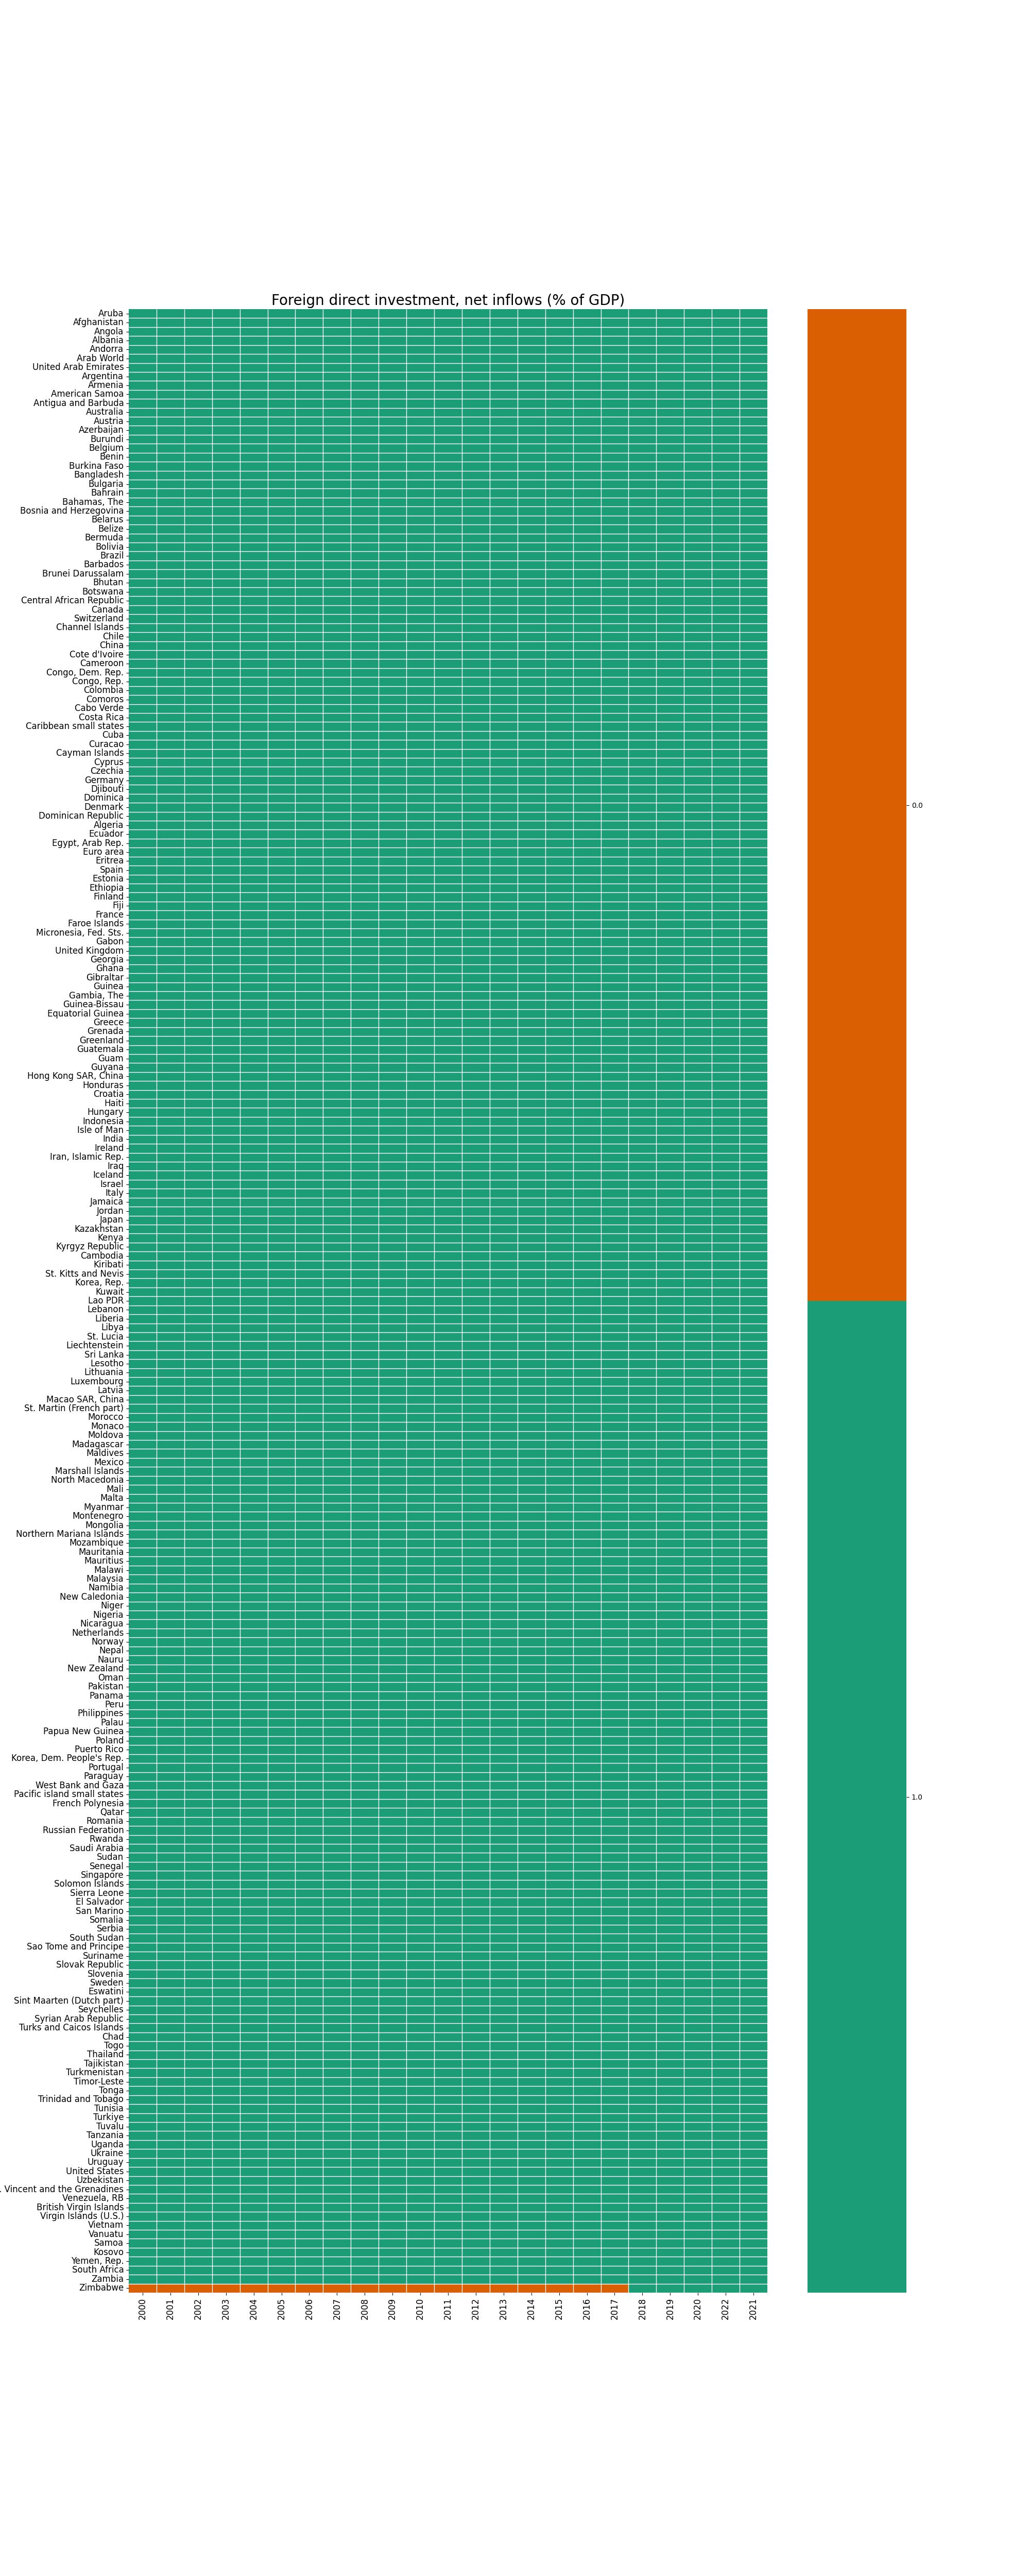 Foreign direct investment, net inflows (% of GDP)
Aruba
Afghanistan
Angola
Albania
Andorra
Arab World
United Arab Emirates
Argentina
Armenia
American Samoa
Antigua and Barbuda
Australia
Austria
Azerbaijan
Burundi
Belgium
Benin
Burkina Faso
Bangladesh
Bulgaria
Bahrain
Bahamas, The
Bosnia and Herzegovina
Belarus
Belize
Bermuda
Bolivia
Brazil
Barbados
Brunei Darussalam
Bhutan
Botswana
Central African Republic
Canada
Switzerland
Channel Islands
Chile
China
Cote d'Ivoire
Cameroon
Congo, Dem. Rep.
Congo, Rep.
Colombia
Comoros
Cabo Verde
Costa Rica
Caribbean small states
Cuba
Curacao
Cayman Islands
Cyprus
Czechia
Germany
Djibouti
Dominica
Denmark
Dominican Republic
Algeria
Ecuador
Egypt, Arab Rep.
Euro area
Eritrea
Spain
Estonia
Ethiopia
Finland
Fiji
France
Faroe Islands
Micronesia, Fed. Sts.
Gabon
United Kingdom
Georgia
Ghana
Gibraltar
Guinea
Gambia, The
Guinea-Bissau
Equatorial Guinea
Greece
Grenada
Greenland
Guatemala
Guam
Guyana
Hong Kong SAR, China
Honduras
Croatia
Haiti
Hungary
Indonesia
Isle of Man
India
Ireland
Iran, Islamic Rep.
Iraq
Iceland
Israel
Italy
Jamaica
Jordan
Japan
Kazakhstan
Kenya
Kyrgyz Republic
Cambodia
Kiribati
St. Kitts and Nevis
Korea, Rep.
Kuwait
Lao PDR
Lebanon
Liberia
Libya
St. Lucia
Liechtenstein
Sri Lanka
Lesotho
Lithuania
Luxembourg
Latvia
Macao SAR, China
St. Martin (French part)
Morocco
Monaco
Moldova
Madagascar
Maldives
Mexico
Marshall Islands
North Macedonia
Mali
Malta
Myanmar
Montenegro
Mongolia
Northern Mariana Islands
Mozambique
Mauritania
Mauritius
Malawi
Malaysia
Namibia
New Caledonia
Niger
Nigeria
Nicaragua
Netherlands
Norway
Nepal
Nauru
New Zealand
Oman
Pakistan
Panama
Peru
Philippines
Palau
Papua New Guinea
Poland
Puerto Rico
Korea, Dem. People's Rep.
Portugal
Paraguay
West Bank and Gaza
Pacific island small states
French Polynesia
Qatar
Romania
Russian Federation
Rwanda
Saudi Arabia
Sudan
Senegal
Singapore
Solomon Islands
Sierra Leone
El Salvador
San Marino
Somalia
Serbia
South Sudan
Sao Tome and Principe
Suriname
Slovak Republic
Slovenia
Sweden
Eswatini
Sint Maarten (Dutch part)
Seychelles
Syrian Arab Republic
Turks and Caicos Islands
Chad
Togo
Thailand
Tajikistan
Turkmenistan
Timor-Leste
Tonga
Trinidad and Tobago
Tunisia
Turkiye
Tuvalu
Tanzania
Uganda
Ukraine
Uruguay
United States
Uzbekistan
. Vincent and the Grenadines
Venezuela, RB
British Virgin Islands
Virgin Islands (U.S.)
Vietnam
Vanuatu
Samoa
Kosovo
Yemen, Rep.
South Africa
Zambia
Zimbabwe
2000 2001 2002 2003 2004 2005 2006 2007 2008 2009 2010 2011 2012 2013 2014 2015 2016 2017 2018 2019 2020 2022 2021
0.0
1.0